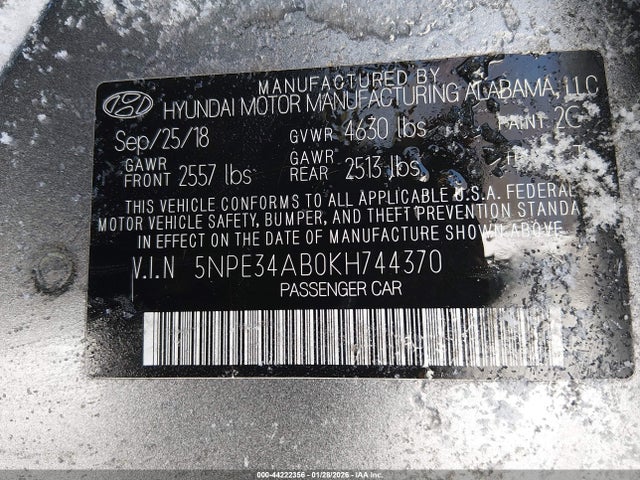 MANUFACTURED BY
HYUNDAI MOTOR MANUFACTURING ALABAMA, LLC
Sep/25/18 GVWR 4630 lbs PAINT 2C
GAWR FRONT 2557 lbs GAWR REAR 2513 lbs
THIS VEHICLE CONFORMS TO ALL APPLICABLE U.S.A. FEDERAL
MOTOR VEHICLE SAFETY, BUMPER, AND THEFT PREVENTION STANDA
IN EFFECT ON THE DATE OF MANUFACTURE SHOWN ABOVE
V.I.N 5NPE34AB0KH744370
PASSENGER CAR
000-44222356 - 01/28/2026 - IAA Inc.